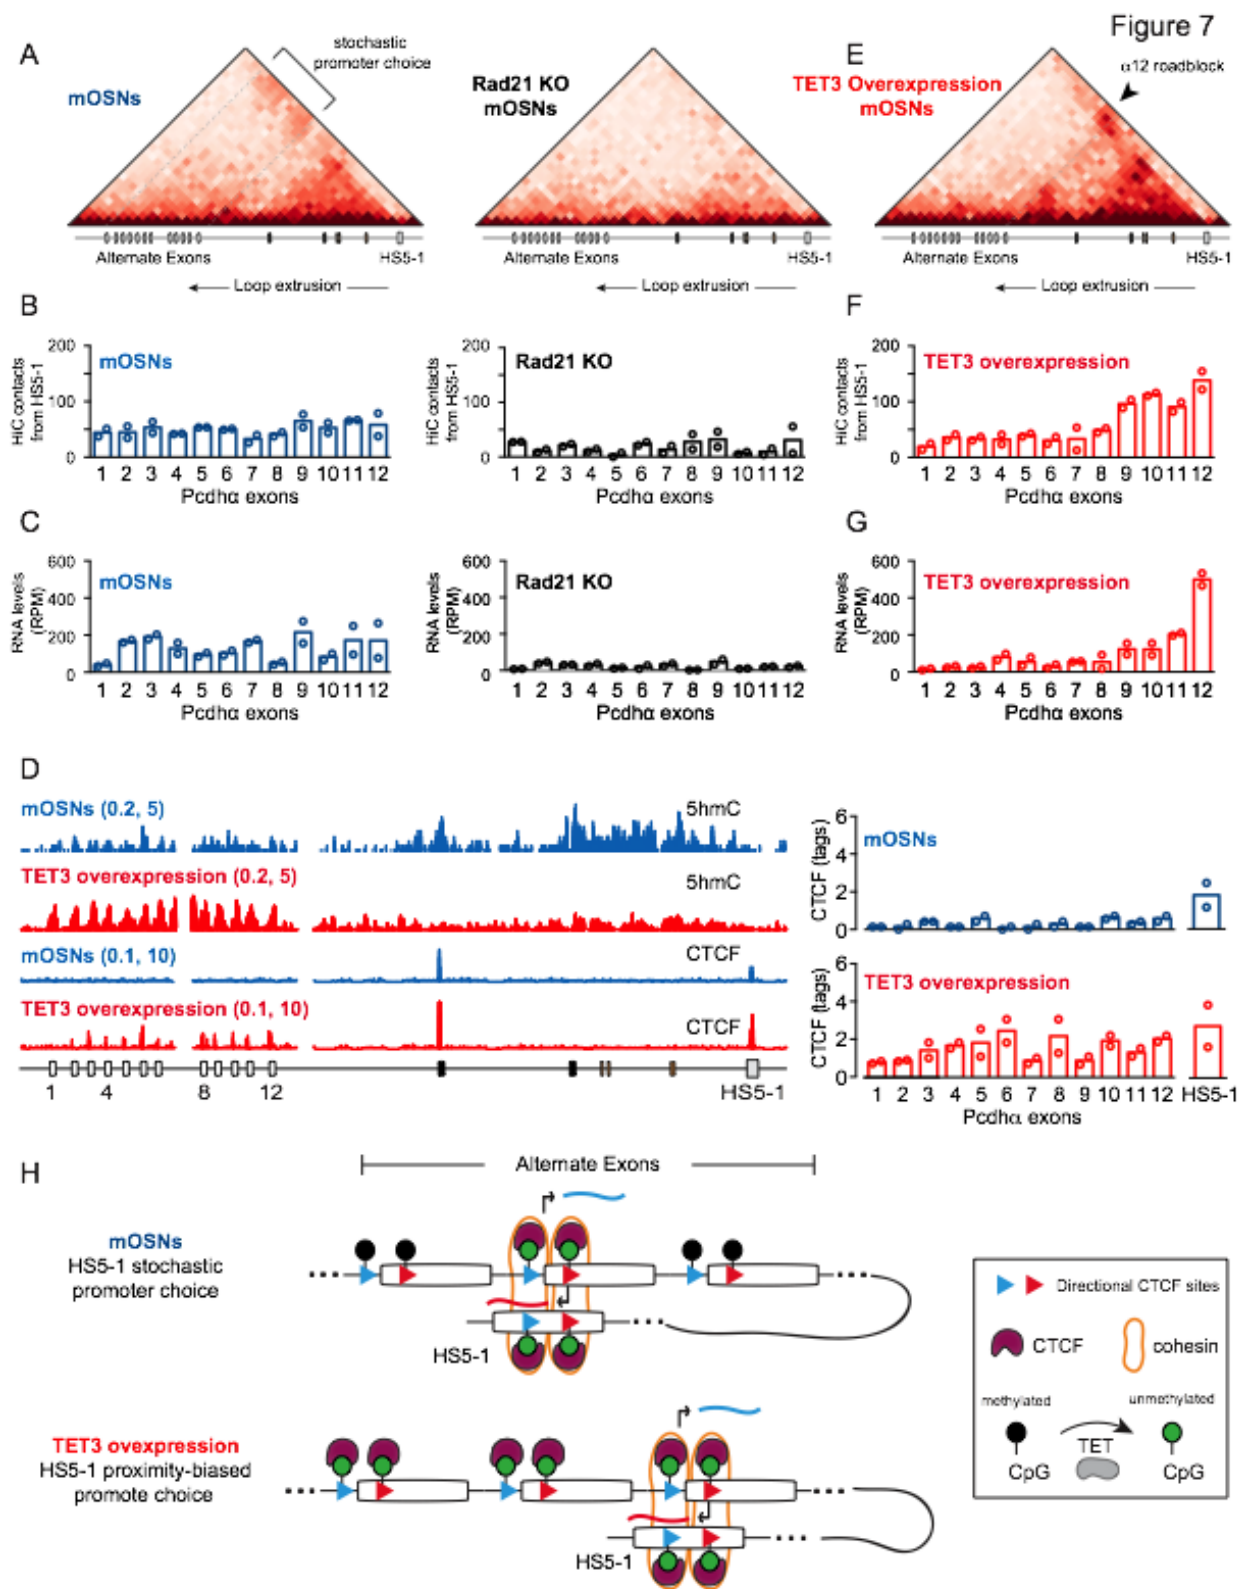 Figure 7
A
stochastic
promoter choice
mOSNs
Rad21 KO
mOSNs
E
TET3 Overexpression
mOSNs
α12 roadblock
Alternate Exons
HS5-1
Loop extrusion
Alternate Exons
HS5-1
Loop extrusion
Alternate Exons
HS5-1
Loop extrusion
B
HiC contacts
from HS5-1
200
100
0
mOSNs
1 2 3 4 5 6 7 8 9 10 11 12
Pcdhα exons
HiC contacts
from HS5-1
200
100
0
Rad21 KO
1 2 3 4 5 6 7 8 9 10 11 12
Pcdhα exons
F
HiC contacts
from HS5-1
200
100
0
TET3 overexpression
1 2 3 4 5 6 7 8 9 10 11 12
Pcdhα exons
C
RNA levels
(RPM)
600
400
200
0
mOSNs
1 2 3 4 5 6 7 8 9 10 11 12
Pcdhα exons
RNA levels
(RPM)
600
400
200
0
Rad21 KO
1 2 3 4 5 6 7 8 9 10 11 12
Pcdhα exons
G
RNA levels
(RPM)
600
400
200
0
TET3 overexpression
1 2 3 4 5 6 7 8 9 10 11 12
Pcdhα exons
D
mOSNs (0.2, 5)
5hmC
TET3 overexpression (0.2, 5)
5hmC
mOSNs (0.1, 10)
CTCF
TET3 overexpression (0.1, 10)
CTCF
1 4 8 12 HS5-1
CTCF (tags)
6
4
2
0
mOSNs
CTCF (tags)
6
4
2
0
TET3 overexpression
1 2 3 4 5 6 7 8 9 10 11 12 HS5-1
Pcdhα exons
H
Alternate Exons
mOSNs
HS5-1 stochastic
promoter choice
HS5-1
TET3 ovexpression
HS5-1 proximity-biased
promote choice
HS5-1
Directional CTCF sites
CTCF
cohesin
methylated
unmethylated
TET
CpG
CpG